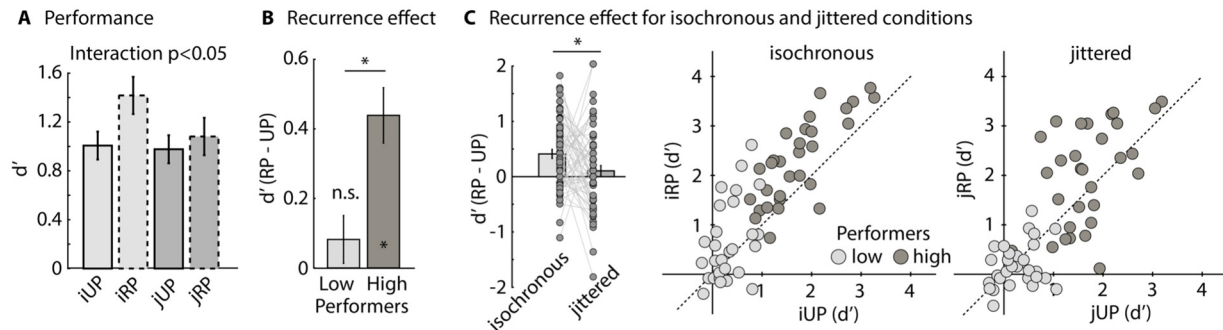 A Performance
Interaction p<0.05
d'
1.6
1.2
0.8
0.4
0
iUP
iRP
jUP
jRP
B Recurrence effect
d' (RP - UP)
0.6
0.4
0.2
0
*
n.s.
*
Low
High
Performers
C Recurrence effect for isochronous and jittered conditions
d' (RP - UP)
2
1
0
-1
-2
*
isochronous
jittered
isochronous
iRP (d')
4
3
2
1
1
2
3
4
iUP (d')
Performers
low
high
jittered
jRP (d')
4
3
2
1
1
2
3
4
jUP (d')